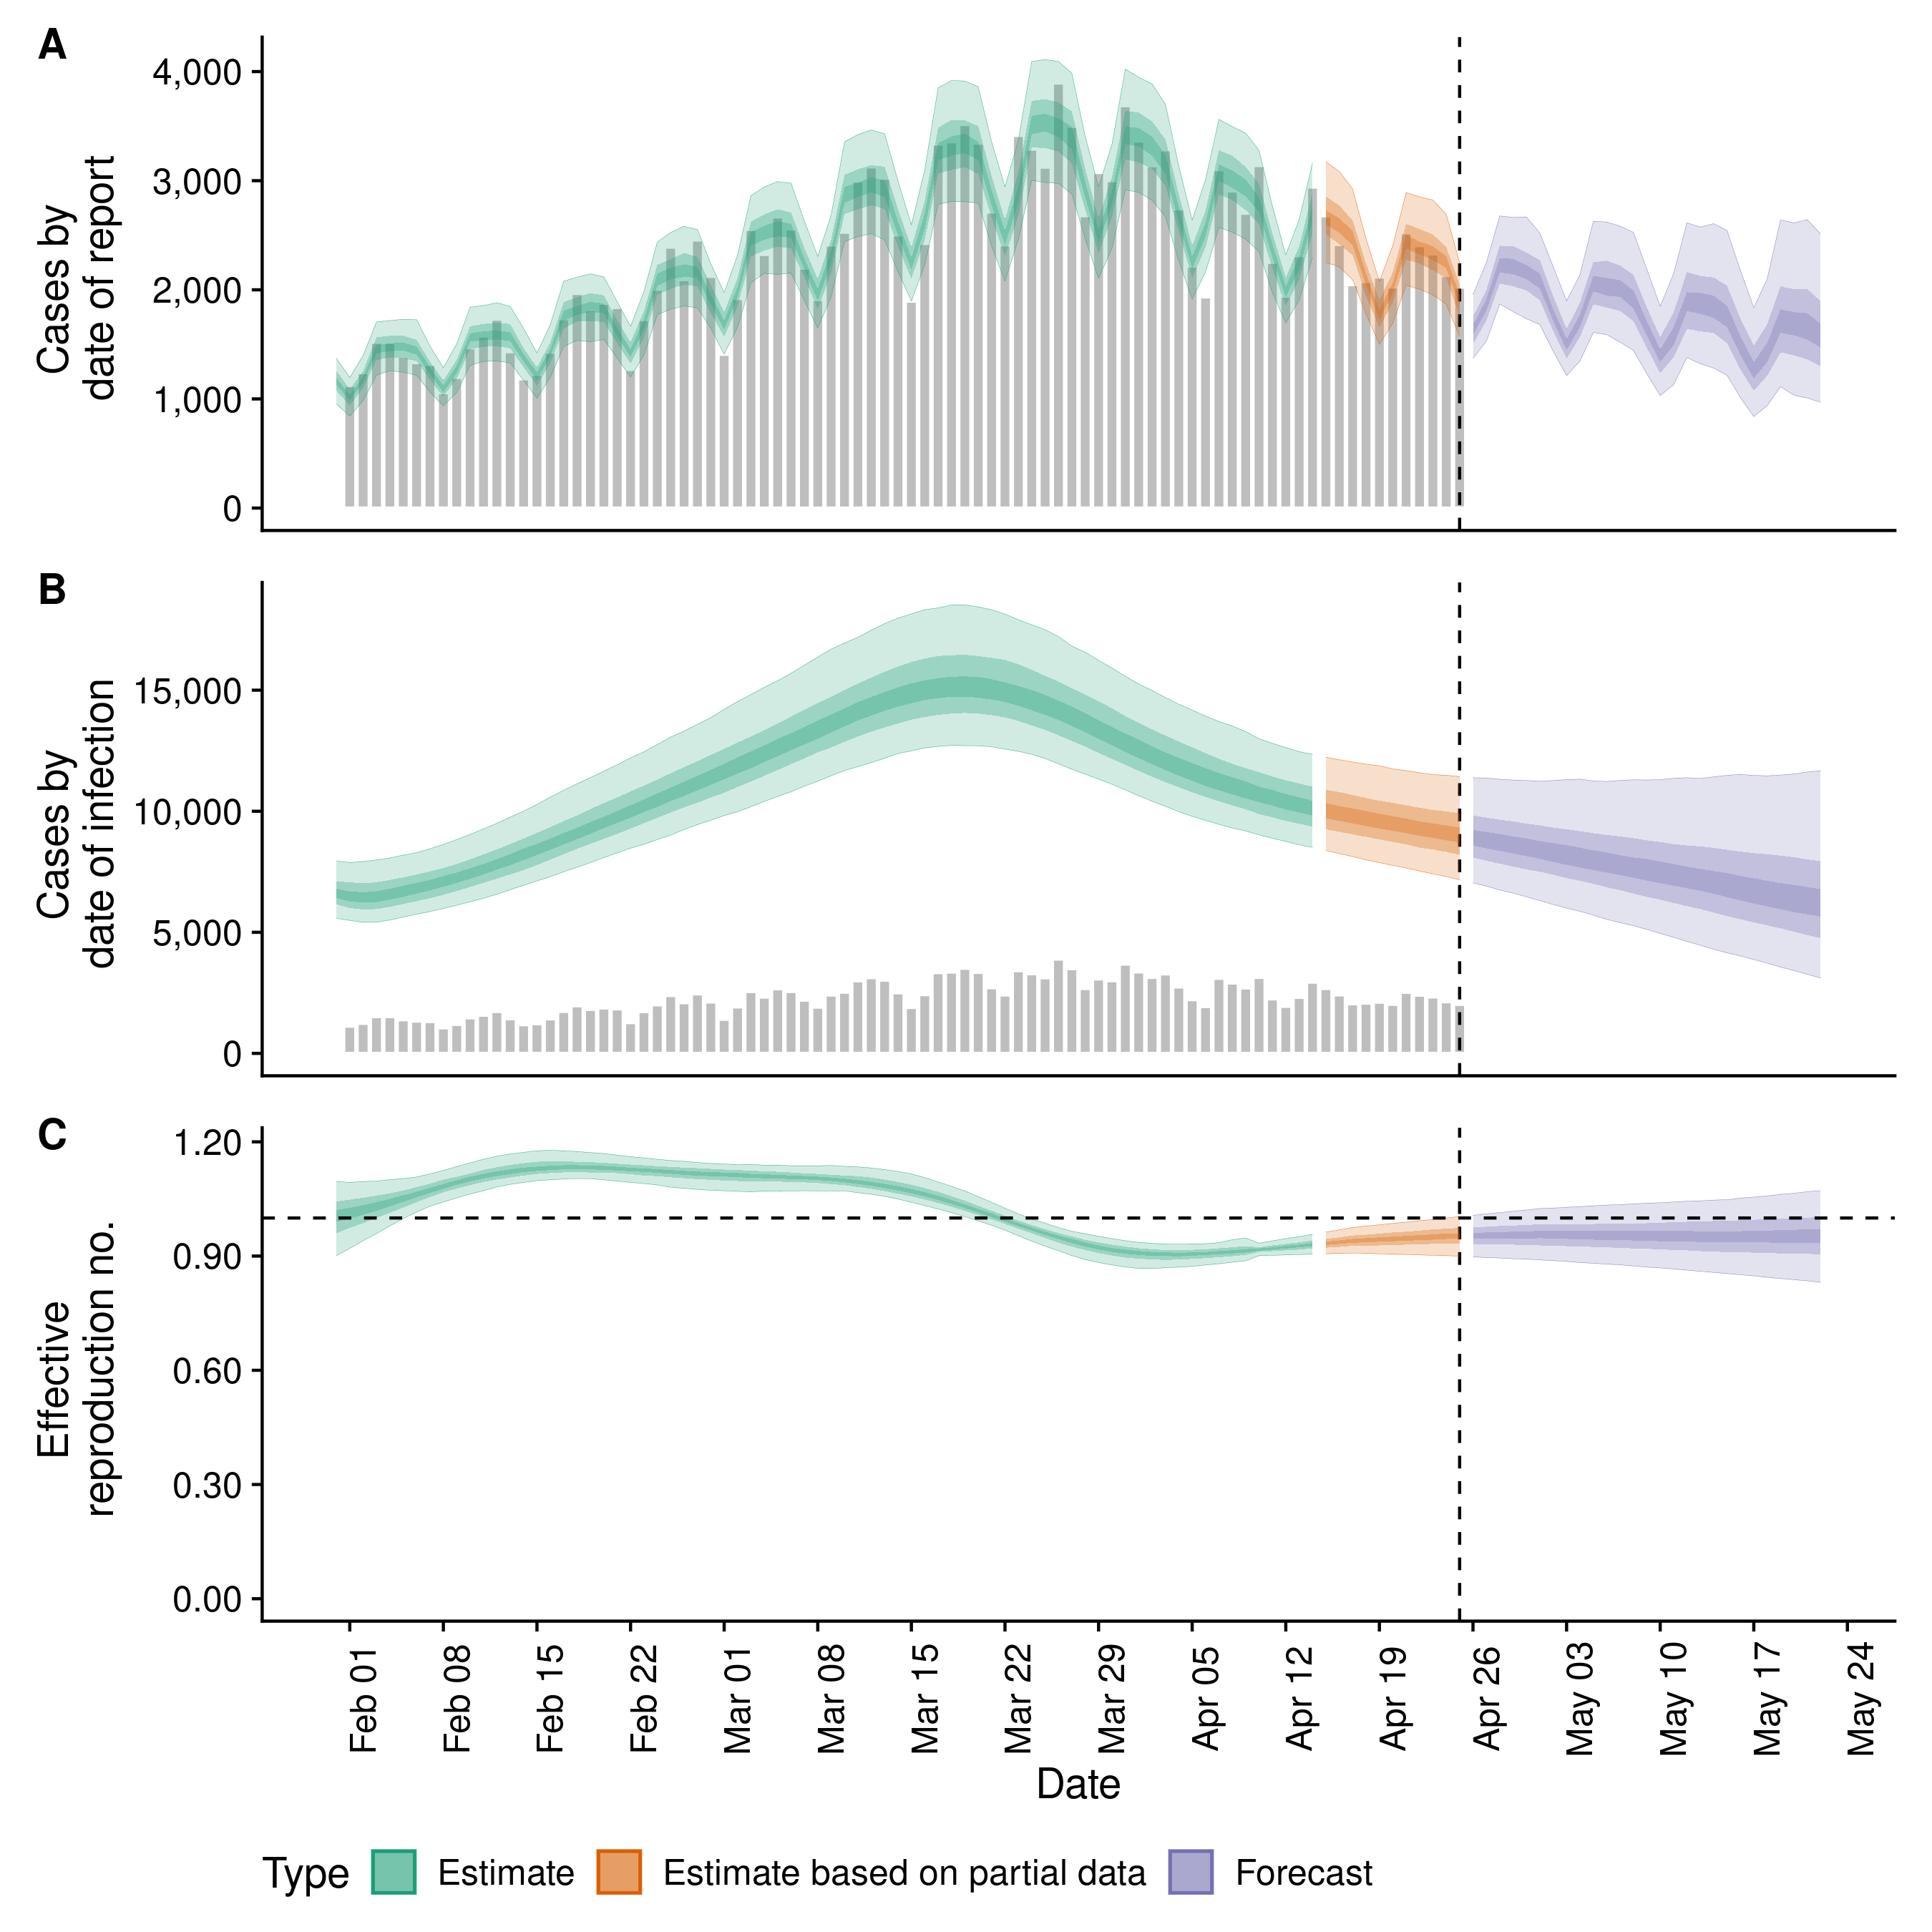 A
Cases by
date of report
4,000
3,000
2,000
1,000
0
B
Cases by
date of infection
15,000
10,000
5,000
0
C
Effective
reproduction no.
1.20
0.90
0.60
0.30
0.00
Feb 01
Feb 08
Feb 15
Feb 22
Mar 01
Mar 08
Mar 15
Mar 22
Mar 29
Apr 05
Apr 12
Apr 19
Apr 26
May 03
May 10
May 17
May 24
Date
Type Estimate Estimate based on partial data Forecast